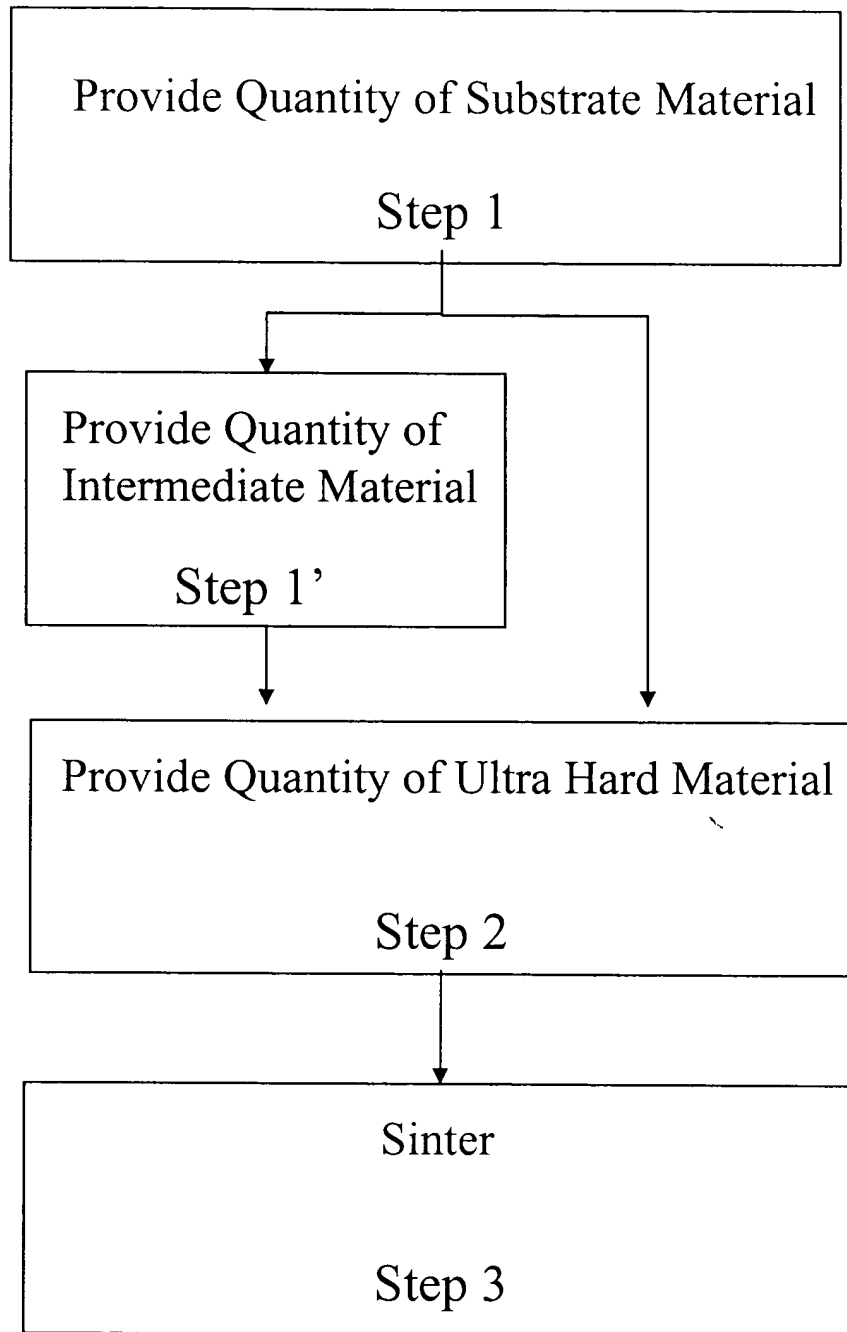 Provide Quantity of Substrate Material
Step 1
Provide Quantity of
Intermediate Material
Step 1’
Provide Quantity of Ultra Hard Material
Step 2
Sinter
Step 3